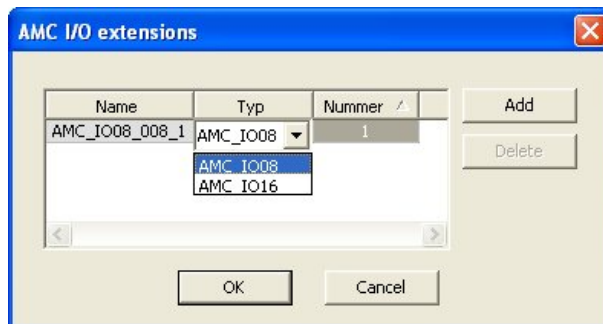 AMC I/O extensions
Name Typ Nummer Add
AMC_IO08_008_1 AMC_IO08 1
Delete
AMC_IO08
AMC_IO16
OK Cancel